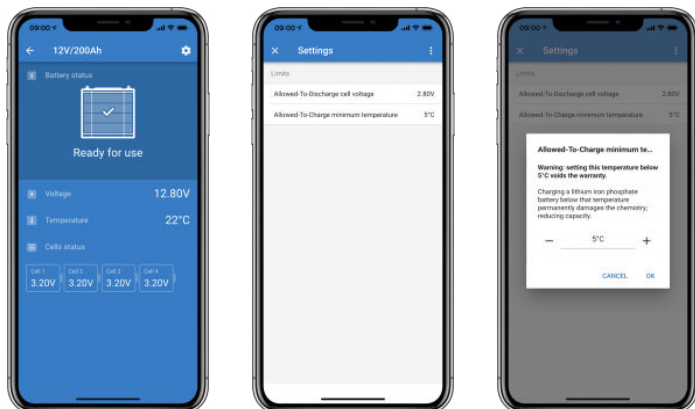 09:00
12V/200Ah
Battery status
Ready for use
Voltage 12.80V
Temperature 22°C
Cells status
Cell 1 Cell 2 Cell 3 Cell 4
3.20V 3.20V 3.20V 3.20V
09:00
Settings
Limits
Allowed-To-Discharge cell voltage 2.80V
Allowed-To-Charge minimum temperature 5°C
09:00
Settings
Limits
Allowed-To-Discharge cell voltage 2.80V
Allowed-To-Charge minimum temperature 5°C
Allowed-To-Charge minimum te...
Warning: setting this temperature below
5°C voids the warranty.
Charging a lithium iron phosphate
battery below that temperature
permanently damages the chemistry;
reducing capacity.
5°C
CANCEL OK